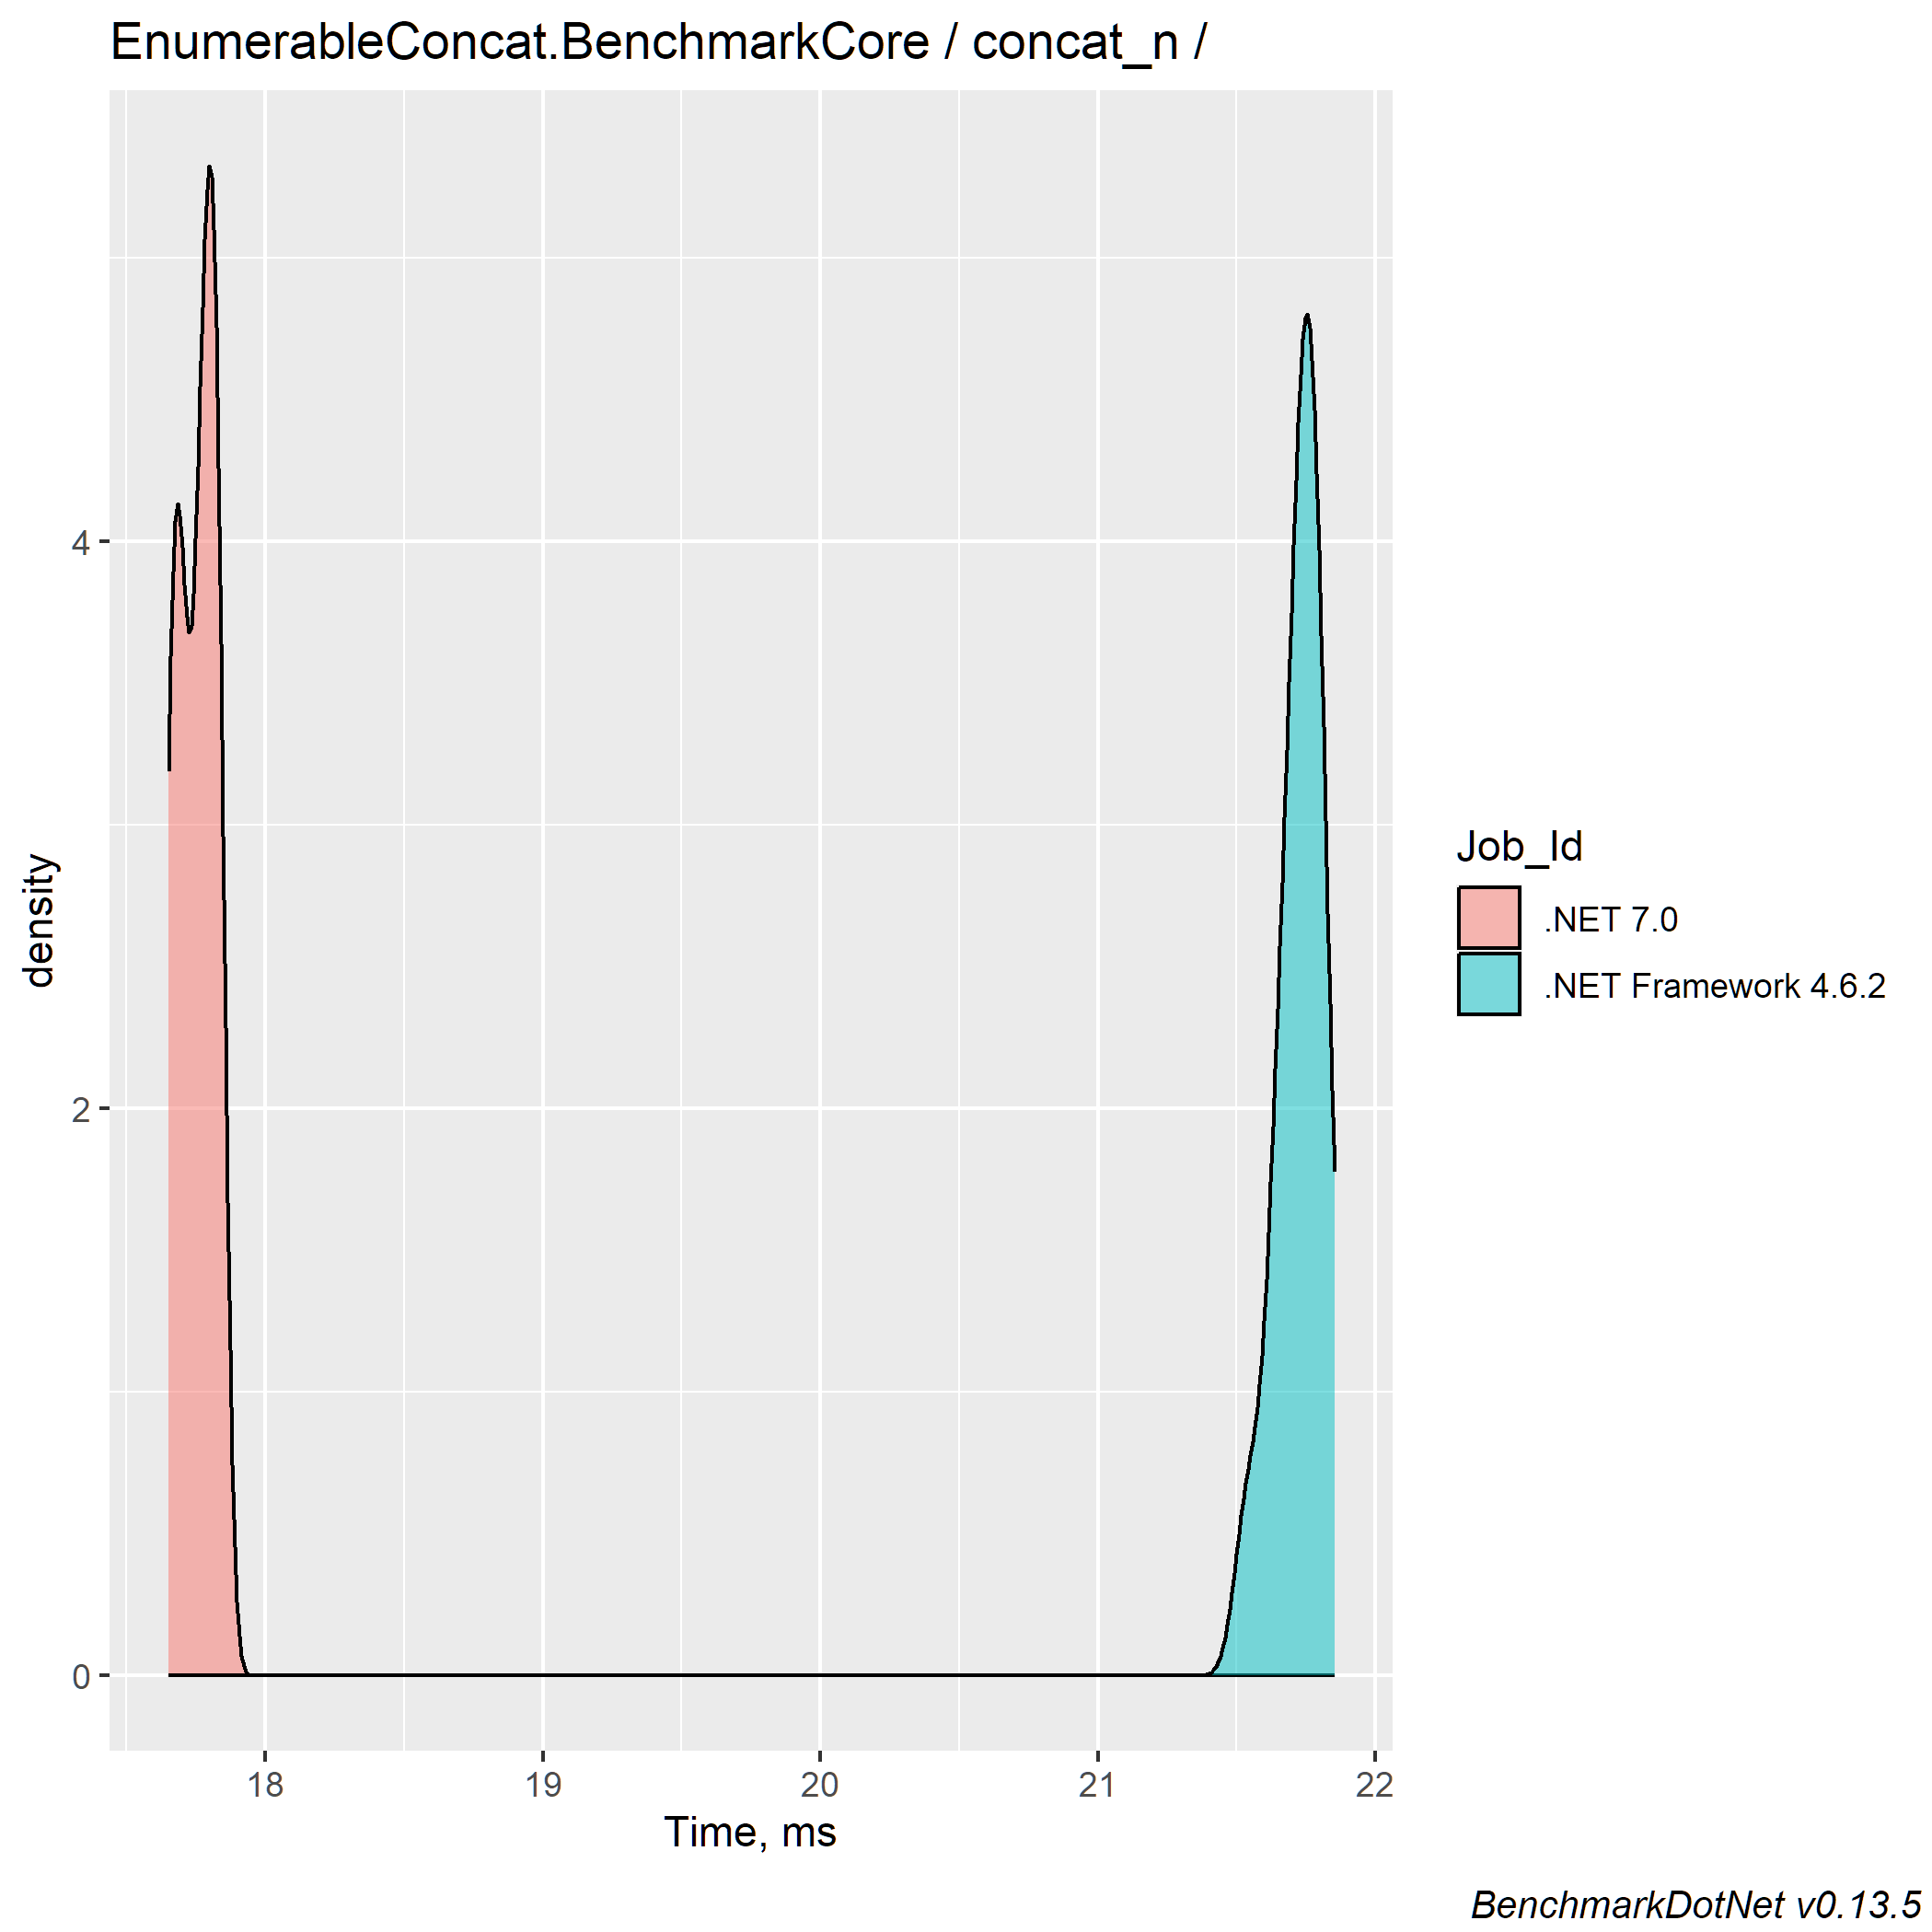 EnumerableConcat.BenchmarkCore / concat_n /
density
4
2
0
18 19 20 21 22
Time, ms
Job_Id
.NET 7.0
.NET Framework 4.6.2
BenchmarkDotNet v0.13.5